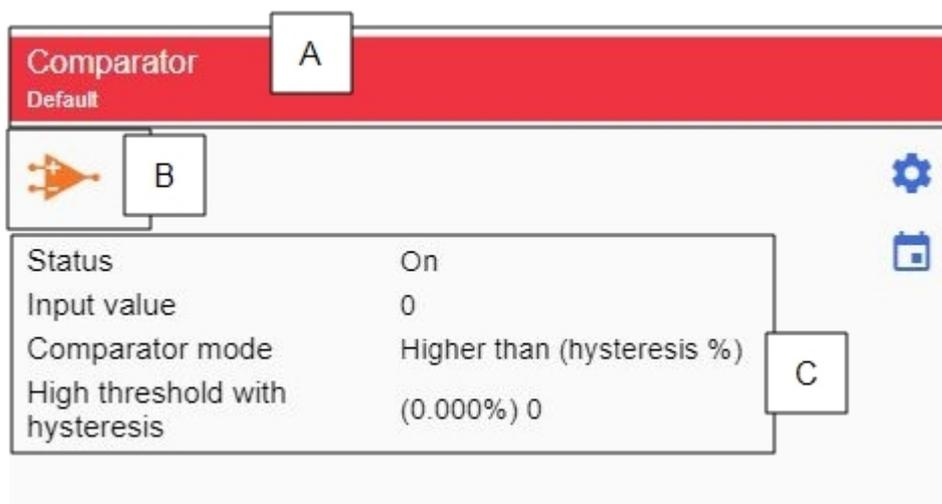 Comparator
A
Default
B
Status On
Input value 0
Comparator mode Higher than (hysteresis %)
C
High threshold with
hysteresis (0.000%) 0